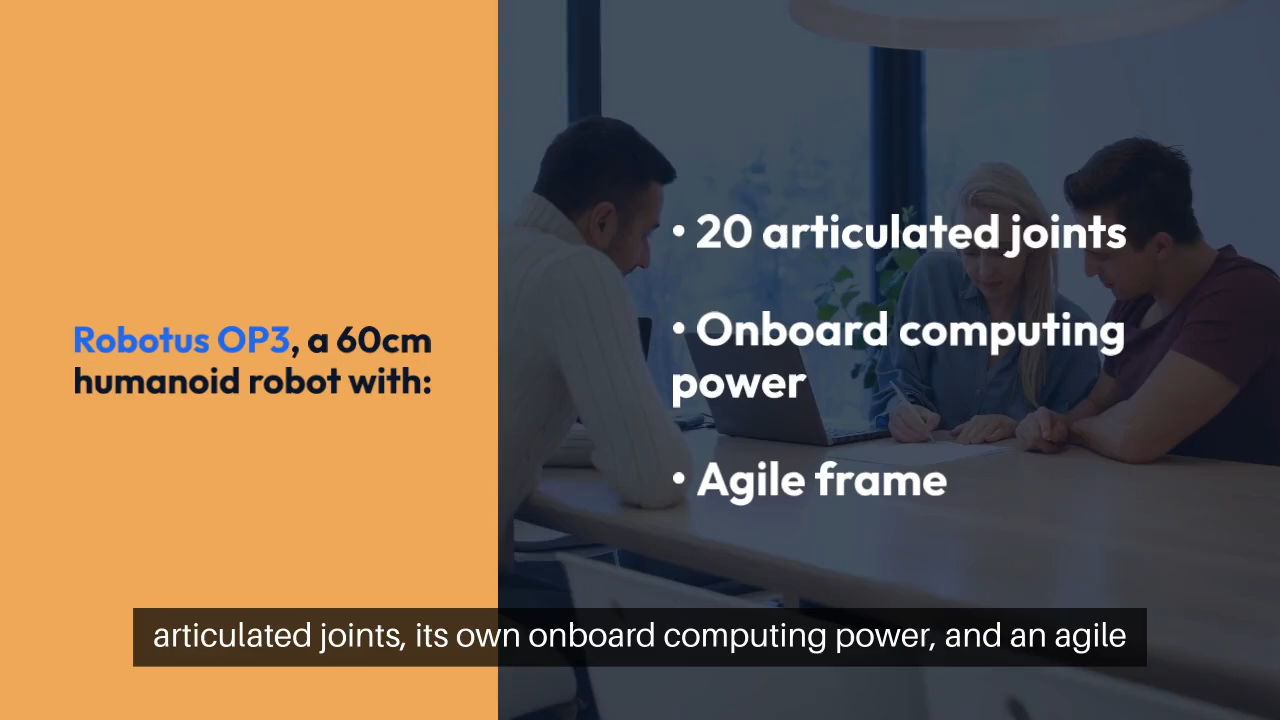 Robotus OP3, a 60cm
humanoid robot with:
• 20 articulated joints
• Onboard computing
power
• Agile frame
articulated joints, its own onboard computing power, and an agile